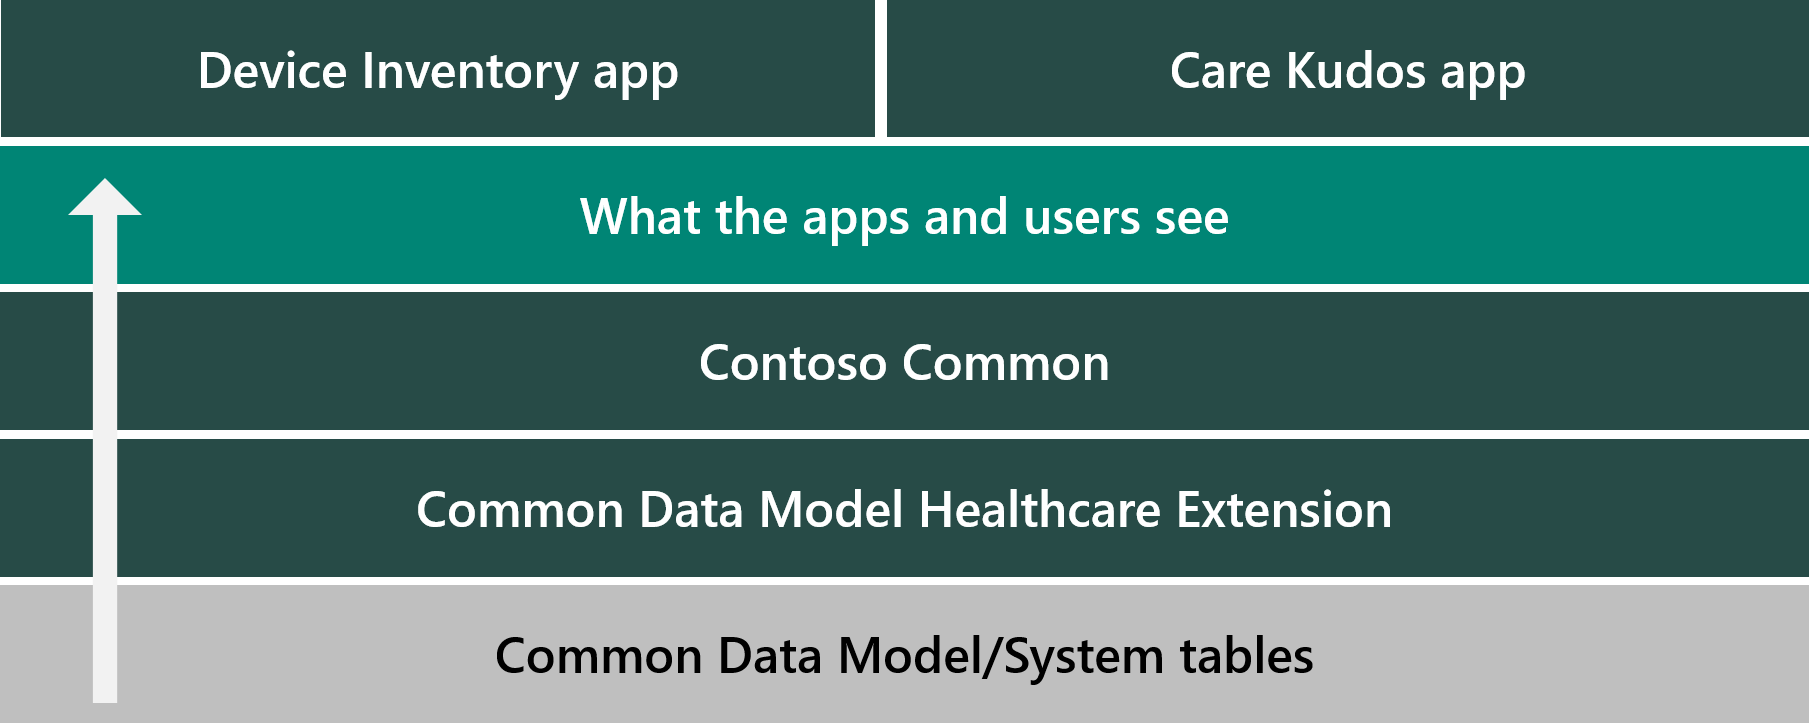 Device Inventory app
Care Kudos app
What the apps and users see
Contoso Common
Common Data Model Healthcare Extension
Common Data Model/System tables